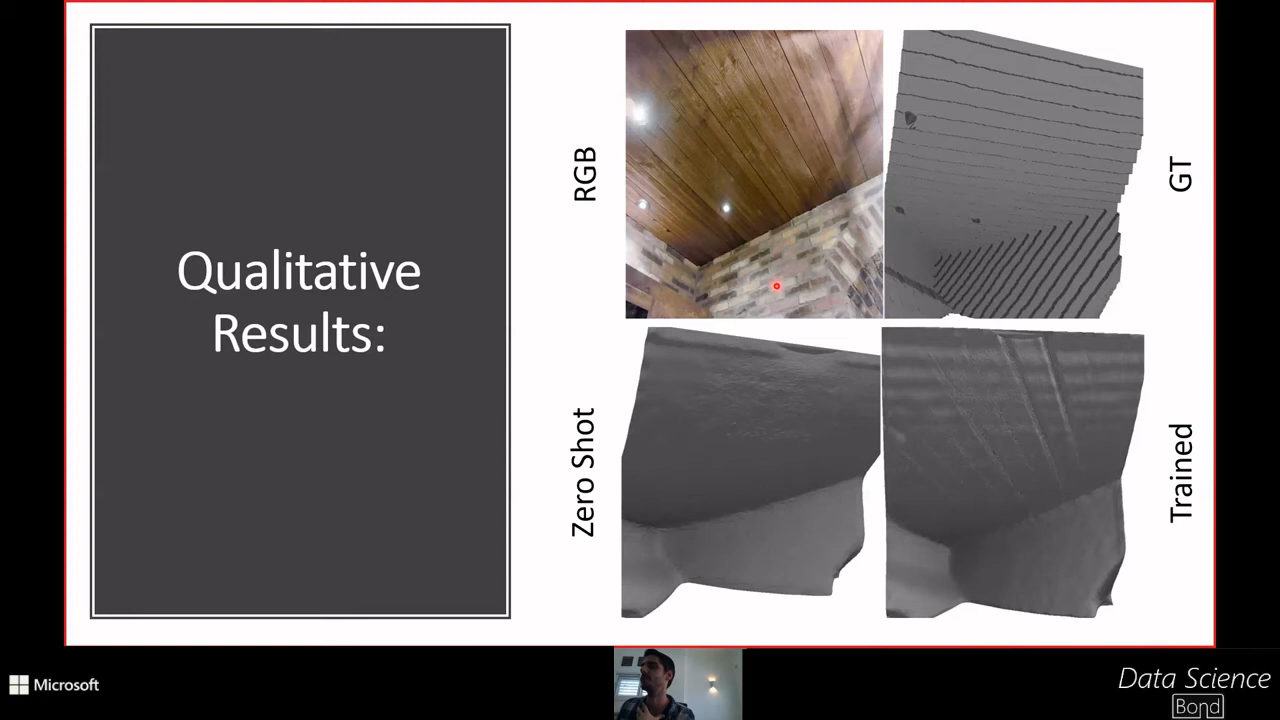 Qualitative
Results:
RGB
GT
Zero Shot
Trained
Microsoft
Data Science
Bond